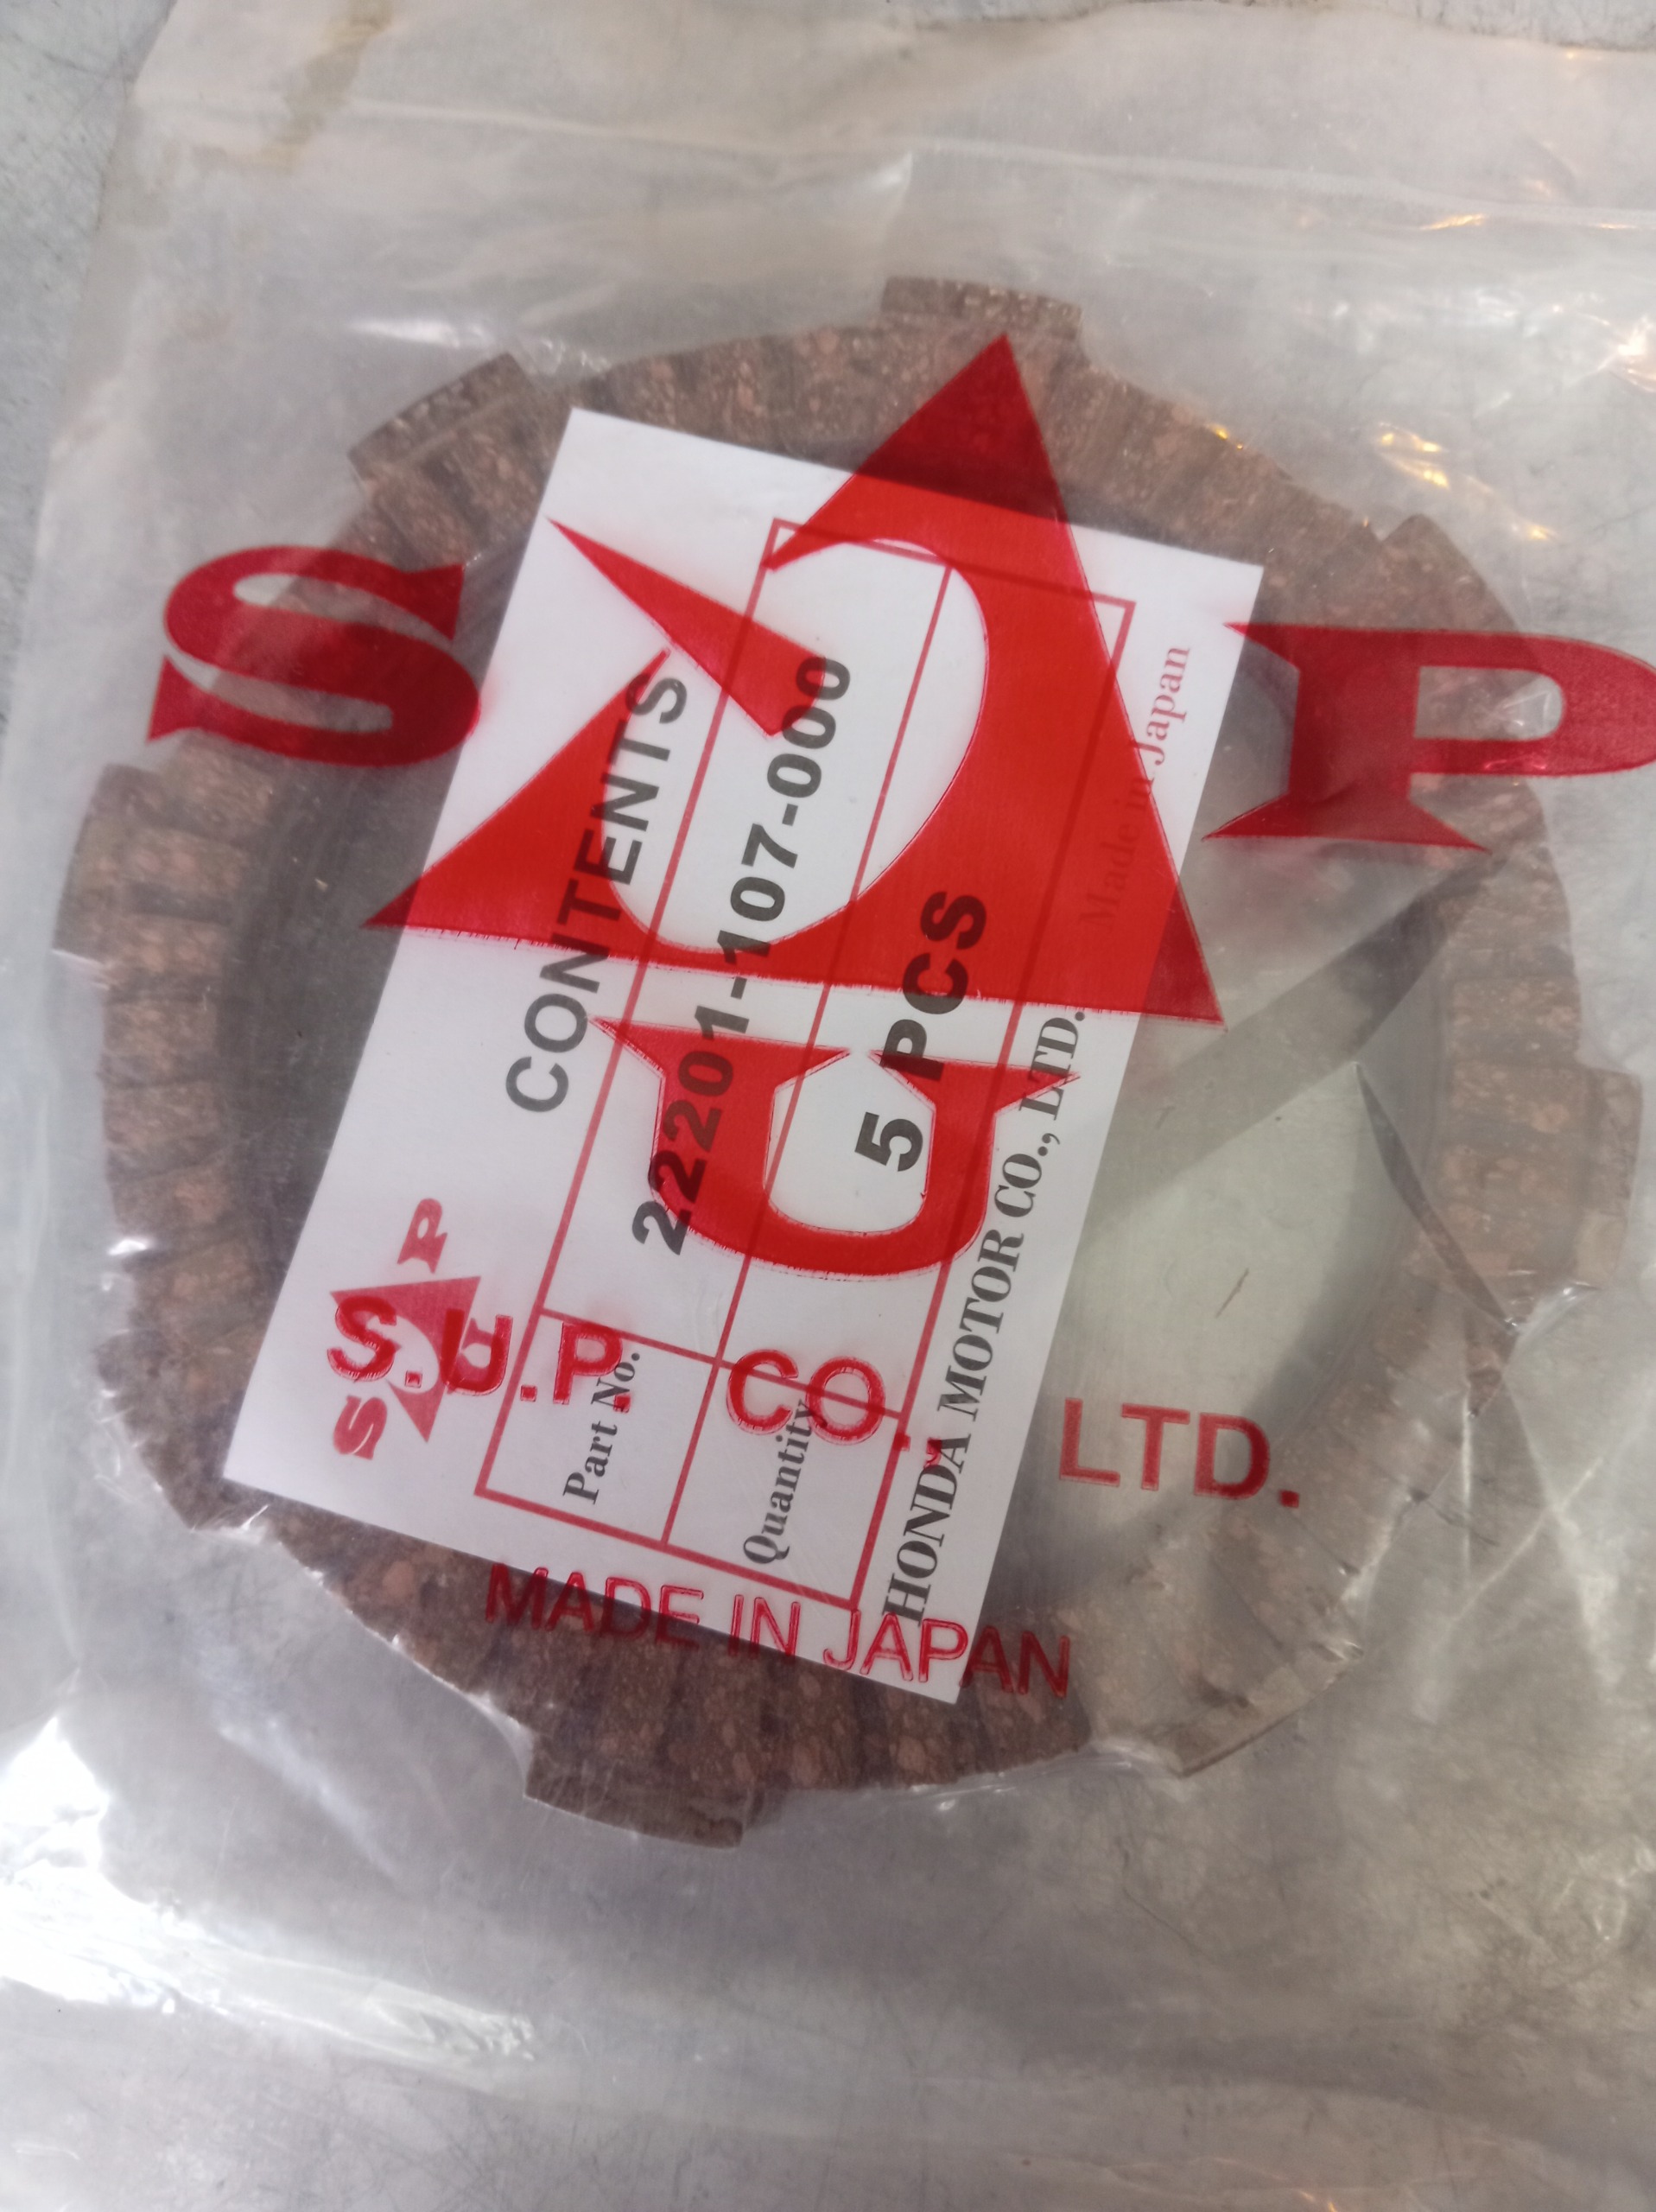 S U P
S.U.P. CO., LTD.
MADE IN JAPAN
S U P
CONTENTS
Part No. 22201-107-000
Quantity 5 PCS
HONDA MOTOR CO., LTD. Made in Japan